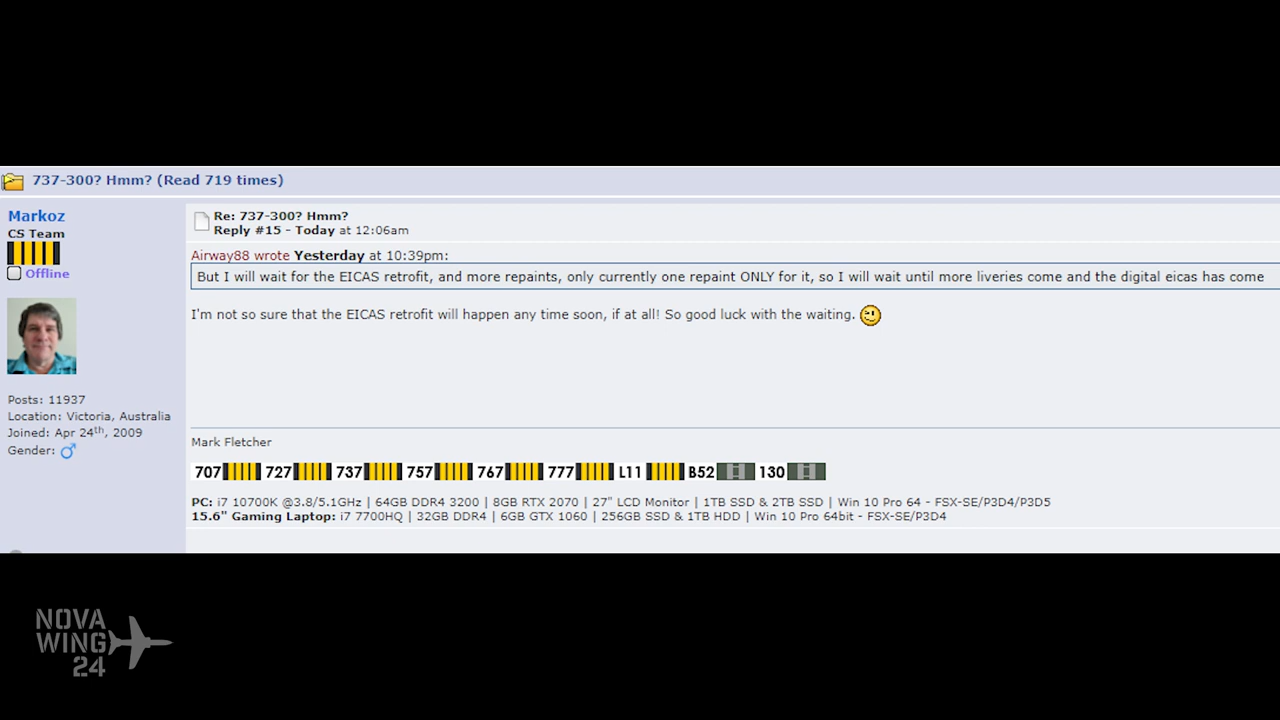 737-300? Hmm? (Read 719 times)
Markoz
CS Team
Offline
Posts: 11937
Location: Victoria, Australia
Joined: Apr 24th, 2009
Gender:
Re: 737-300? Hmm?
Reply #15 - Today at 12:06am
Airway88 wrote Yesterday at 10:39pm:
But I will wait for the EICAS retrofit, and more repaints, only currently one repaint ONLY for it, so I will wait until more liveries come and the digital eicas has come
I'm not so sure that the EICAS retrofit will happen any time soon, if at all! So good luck with the waiting.
Mark Fletcher
707 727 737 757 767 777 L11 B52 130
PC: i7 10700K @3.8/5.1GHz | 64GB DDR4 3200 | 8GB RTX 2070 | 27" LCD Monitor | 1TB SSD & 2TB SSD | Win 10 Pro 64 - FSX-SE/P3D4/P3D5
15.6" Gaming Laptop: i7 7700HQ | 32GB DDR4 | 6GB GTX 1060 | 256GB SSD & 1TB HDD | Win 10 Pro 64bit - FSX-SE/P3D4
NOVA
WING
24